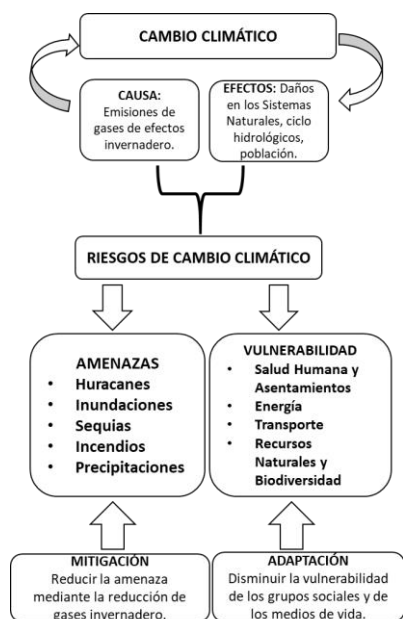 CAMBIO CLIMÁTICO
CAUSA:
Emisiones de
gases de efectos
invernadero.
EFECTOS: Daños
en los Sistemas
Naturales, ciclo
hidrológicos,
población.
RIESGOS DE CAMBIO CLIMÁTICO
AMENAZAS
• Huracanes
• Inundaciones
• Sequias
• Incendios
• Precipitaciones
VULNERABILIDAD
• Salud Humana y
Asentamientos
• Energía
• Transporte
• Recursos
Naturales y
Biodiversidad
MITIGACIÓN
Reducir la amenaza
mediante la reducción de
gases invernadero.
ADAPTACIÓN
Disminuir la vulnerabilidad
de los grupos sociales y de
los medios de vida.